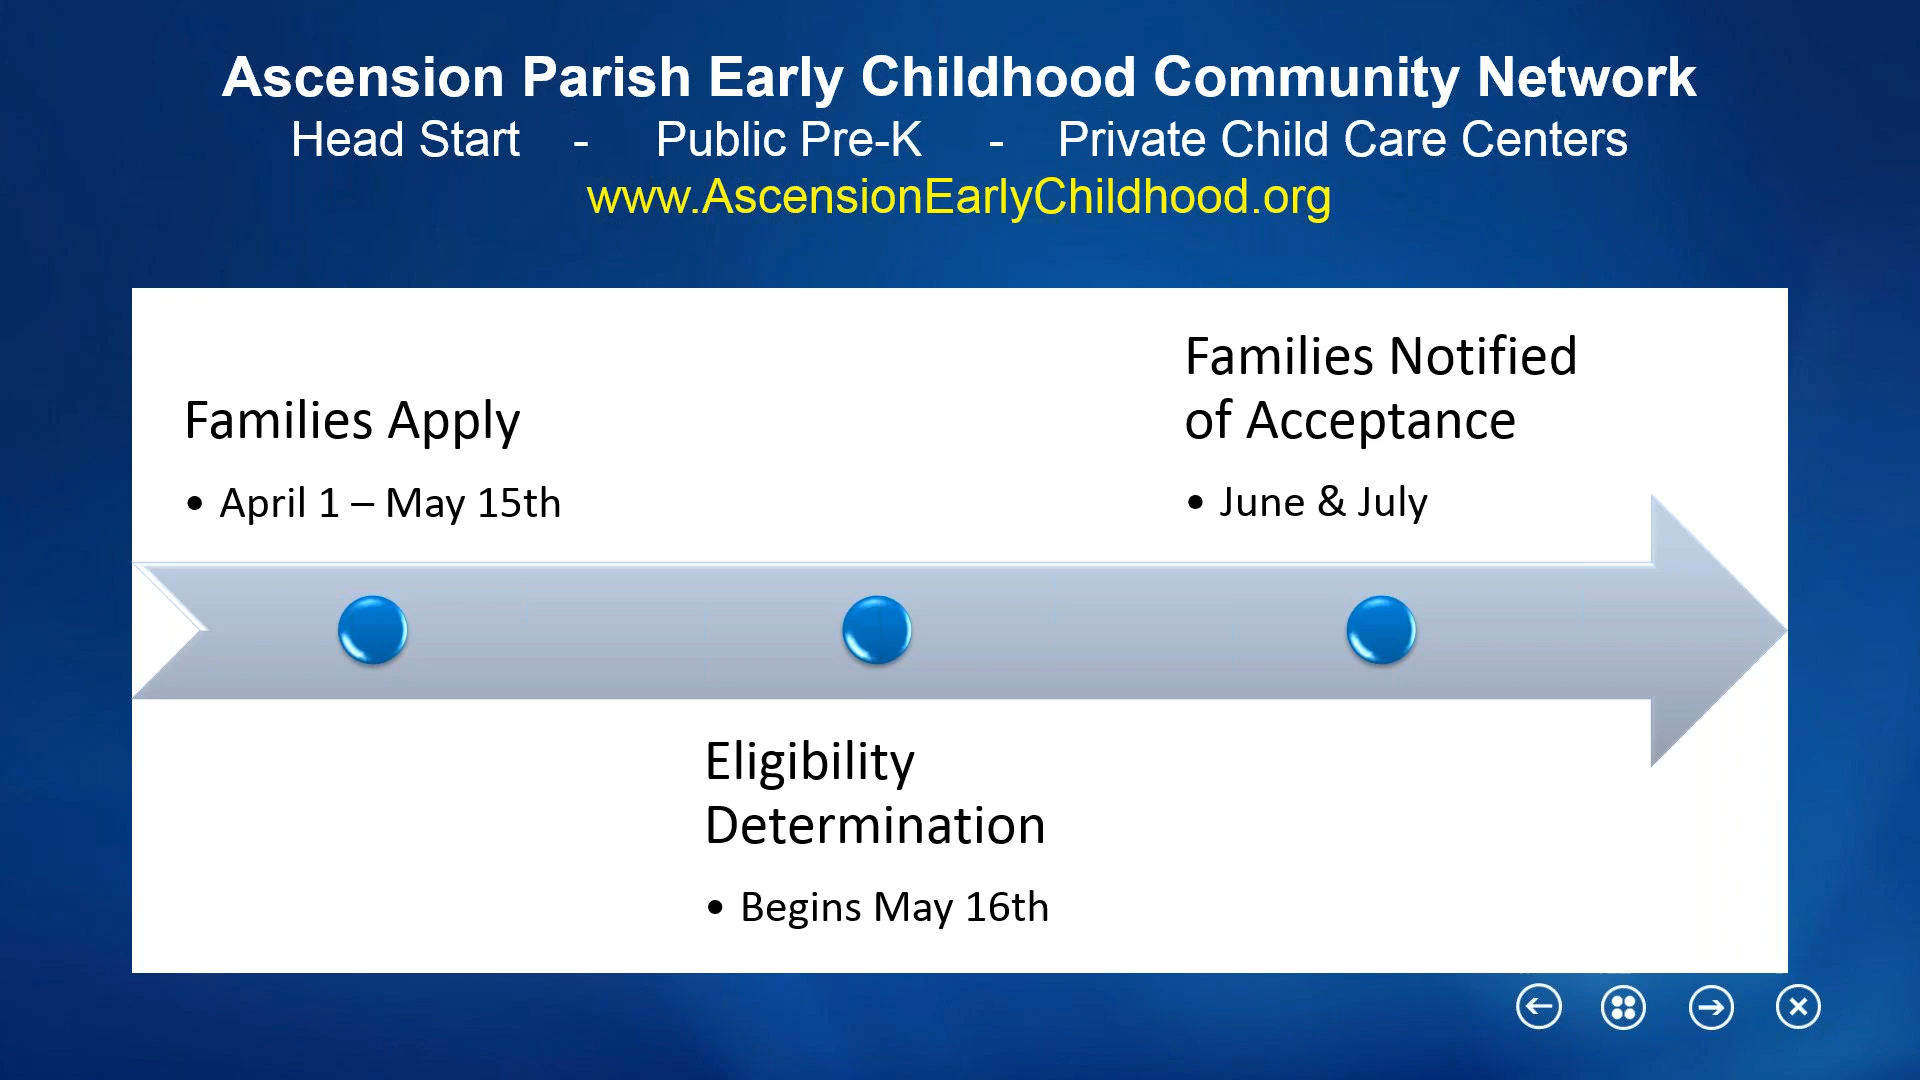 Ascension Parish Early Childhood Community Network
Head Start - Public Pre-K - Private Child Care Centers
www.AscensionEarlyChildhood.org
Families Apply
• April 1 – May 15th
Eligibility
Determination
• Begins May 16th
Families Notified
of Acceptance
• June & July